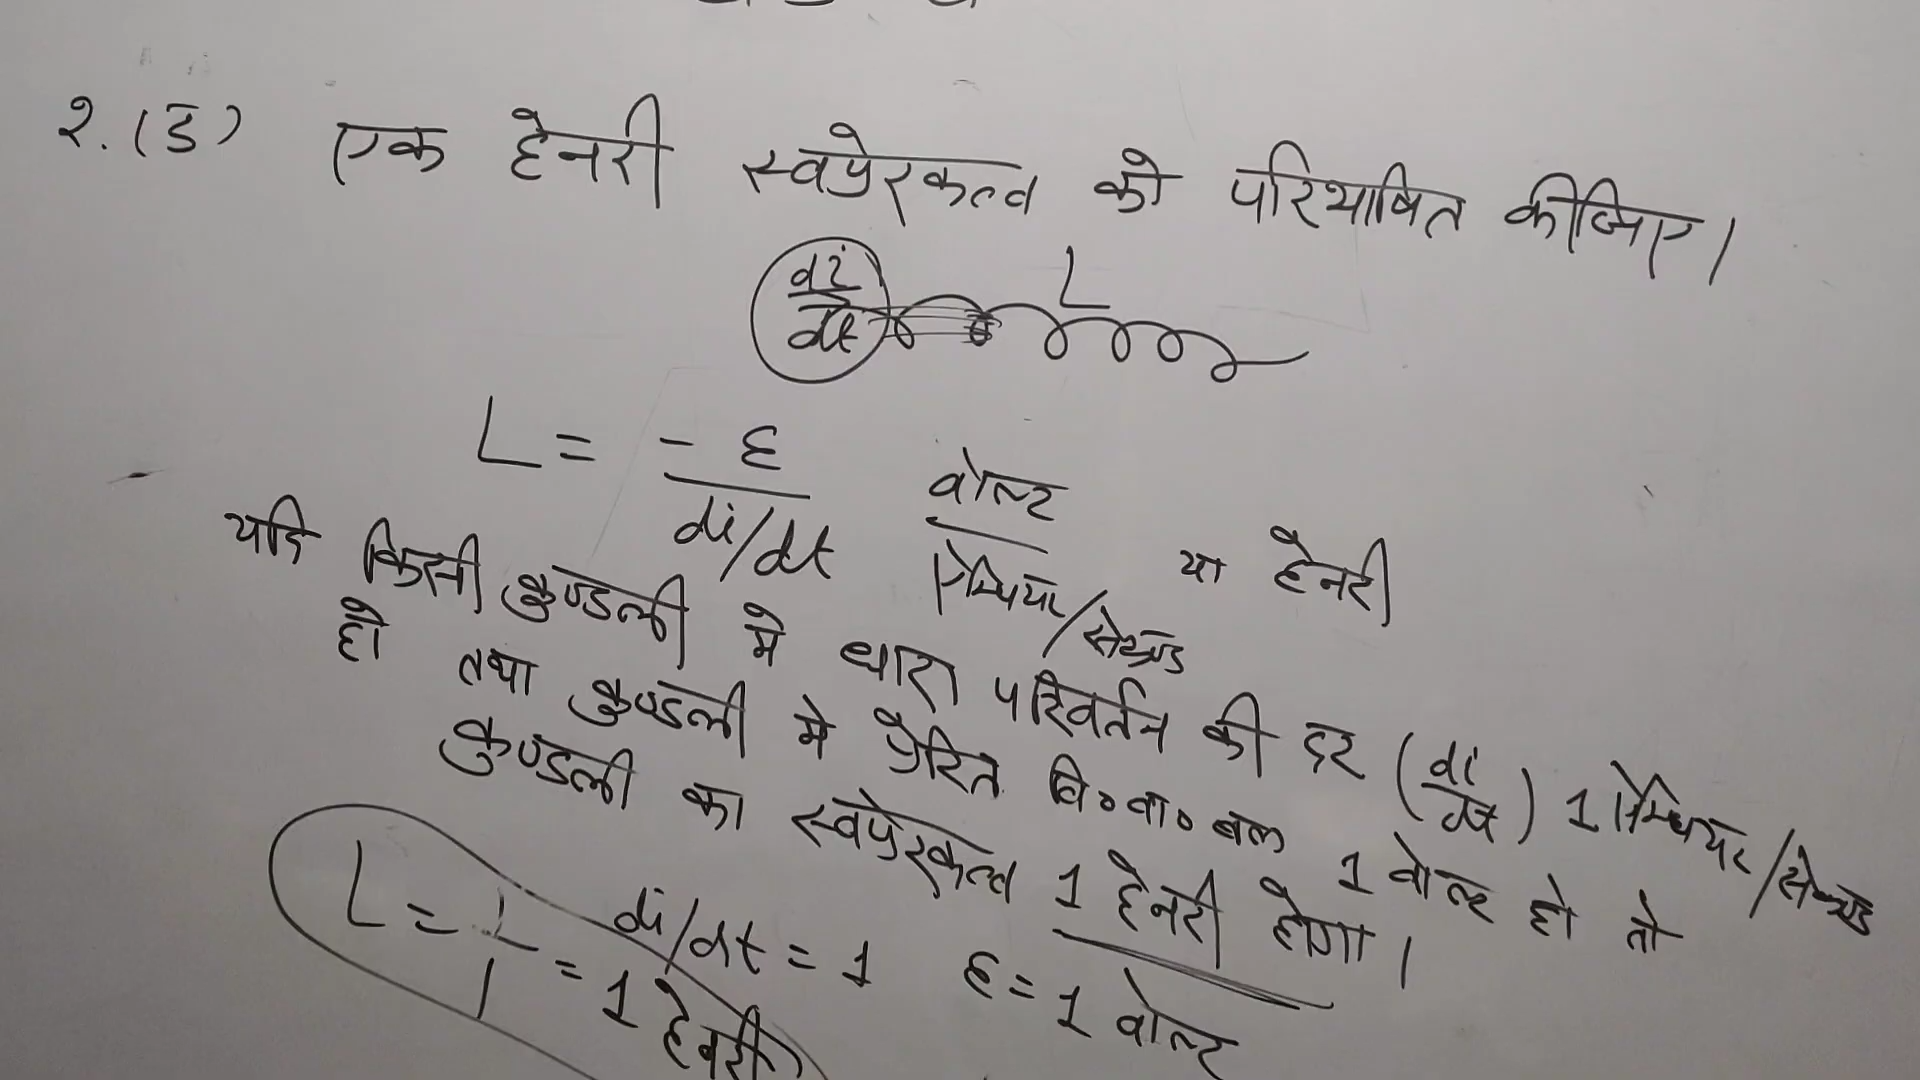 २. (ड) एक हेनरी स्वप्रेरकत्व को परिभाषित कीजिए।
di/dt L
L = - ε / di/dt वोल्ट / ऐम्पियर/सेकण्ड या हेनरी
यदि किसी कुण्डली मे धारा परिवर्तन की दर (di/dt) 1 ऐम्पियर/सेकण्ड
हो तथा कुण्डली मे प्रेरित वि॰वा॰ बल 1 वोल्ट हो तो
कुण्डली का स्वप्रेरकत्व 1 हेनरी होगा।
di/dt = 1 ε = 1 वोल्ट
L = 1/1 = 1 हेनरी